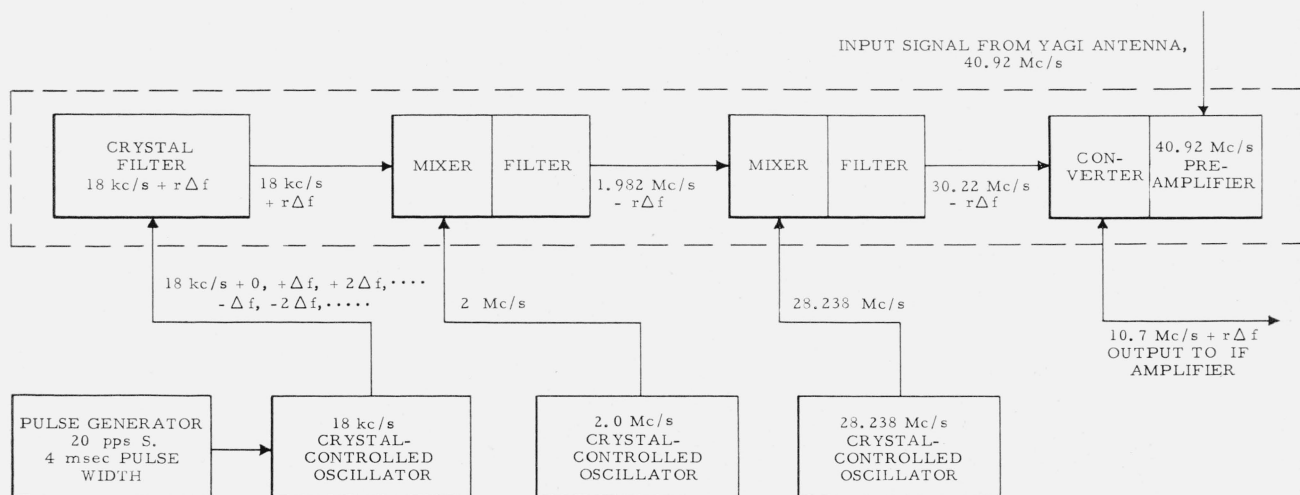 INPUT SIGNAL FROM YAGI ANTENNA,
40.92 Mc/s
CRYSTAL
FILTER
18 kc/s + rΔf
18 kc/s
+ rΔf
MIXER
FILTER
1.982 Mc/s
- rΔf
MIXER
FILTER
30.22 Mc/s
- rΔf
CON-
VERTER
40.92 Mc/s
PRE-
AMPLIFIER
18 kc/s + 0, +Δf, + 2Δf,····
-Δf, -2Δf,·····
2 Mc/s
28.238 Mc/s
10.7 Mc/s + rΔf
OUTPUT TO IF
AMPLIFIER
PULSE GENERATOR
20 pps S.
4 msec PULSE
WIDTH
18 kc/s
CRYSTAL-
CONTROLLED
OSCILLATOR
2.0 Mc/s
CRYSTAL-
CONTROLLED
OSCILLATOR
28.238 Mc/s
CRYSTAL-
CONTROLLED
OSCILLATOR